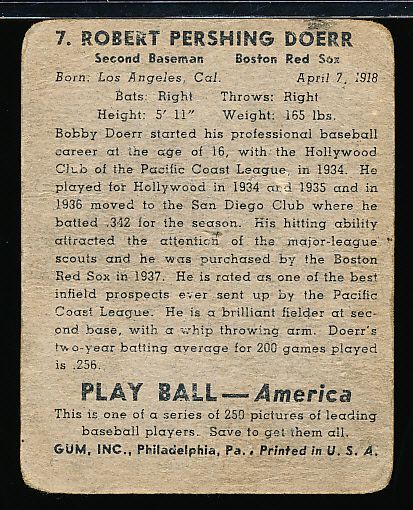 7. ROBERT PERSHING DOERR
Second Baseman Boston Red Sox
Born: Los Angeles, Cal. April 7, 1918
Bats: Right Throws: Right
Height: 5' 11" Weight: 165 lbs.
Bobby Doerr started his professional baseball
career at the age of 16, with the Hollywood
Club of the Pacific Coast League, in 1934. He
played for Hollywood in 1934 and 1935 and in
1936 moved to the San Diego Club where he
batted .342 for the season. His hitting ability
attracted the attention of the major-league
scouts and he was purchased by the Boston
Red Sox in 1937. He is rated as one of the best
infield prospects ever sent up by the Pacific
Coast League. He is a brilliant fielder at sec-
ond base, with a whip throwing arm. Doerr's
two-year batting average for 200 games played
is .256.
PLAY BALL—America
This is one of a series of 250 pictures of leading
baseball players. Save to get them all.
GUM, INC., Philadelphia, Pa. • Printed in U. S. A.